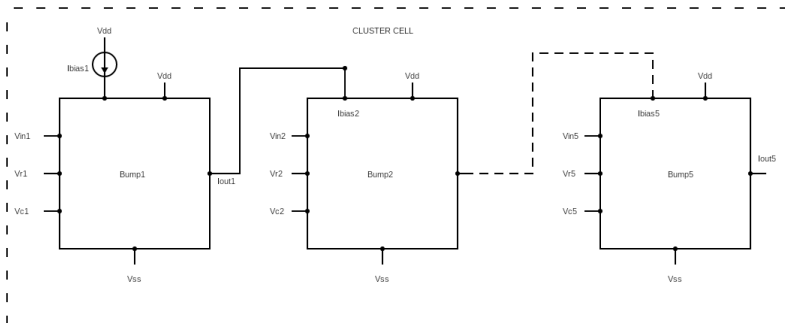 CLUSTER CELL
Vdd
Ibias1
Vdd
Vin1
Vr1
Vc1
Bump1
Iout1
Vss
Vdd
Ibias2
Vin2
Vr2
Vc2
Bump2
Vss
Vdd
Ibias5
Vin5
Vr5
Vc5
Bump5
Iout5
Vss